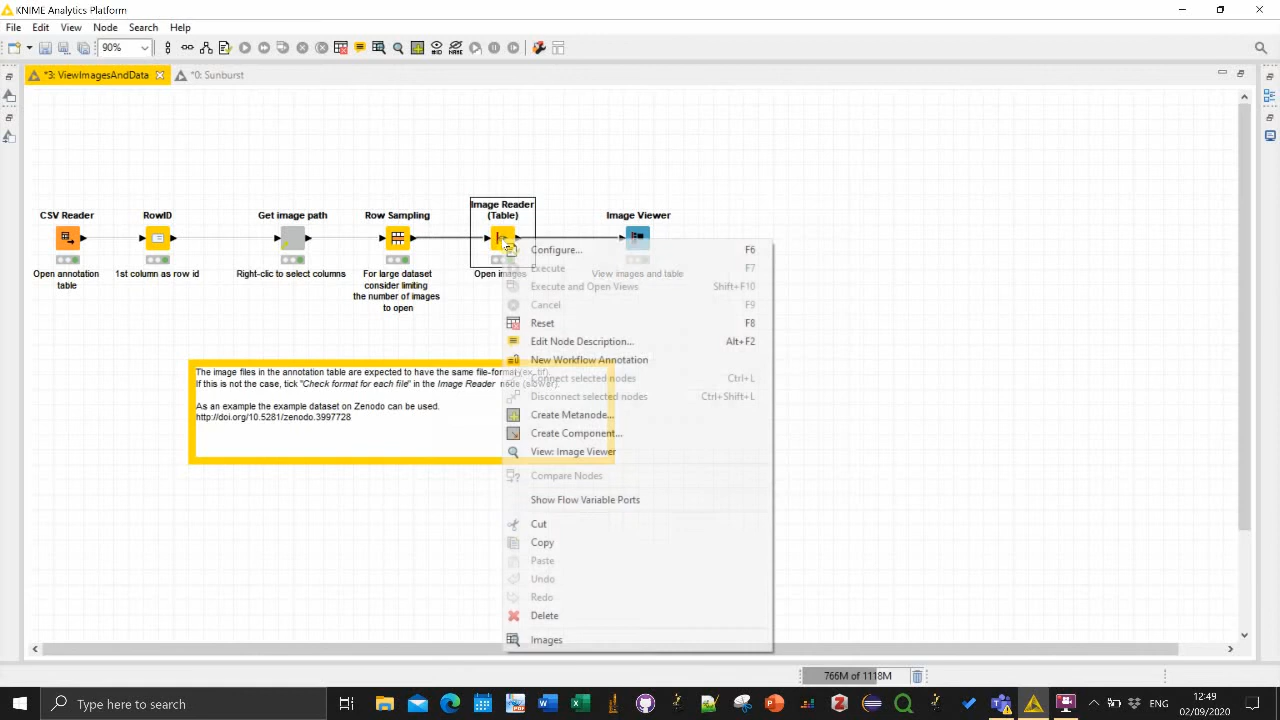 KNIME Analytics Platform
File Edit View Node Search Help
90%
*3: ViewImagesAndData
*0: Sunburst
CSV Reader
Open annotation
table
RowID
1st column as row id
Get image path
Right-clic to select columns
Row Sampling
For large dataset
consider limiting
the number of images
to open
Image Reader
(Table)
Open images
Image Viewer
View images and table
The image files in the annotation table are expected to have the same file-format (ex: tif).
If this is not the case, tick "Check format for each file" in the Image Reader node (slower).
As an example the example dataset on Zenodo can be used.
http://doi.org/10.5281/zenodo.3997728
Configure... F6
Execute F7
Execute and Open Views Shift+F10
Cancel F9
Reset F8
Edit Node Description... Alt+F2
New Workflow Annotation
Connect selected nodes Ctrl+L
Disconnect selected nodes Ctrl+Shift+L
Create Metanode...
Create Component...
View: Image Viewer
Compare Nodes
Show Flow Variable Ports
Cut
Copy
Paste
Undo
Redo
Delete
Images
766M of 1118M
Type here to search
12:49
02/09/2020